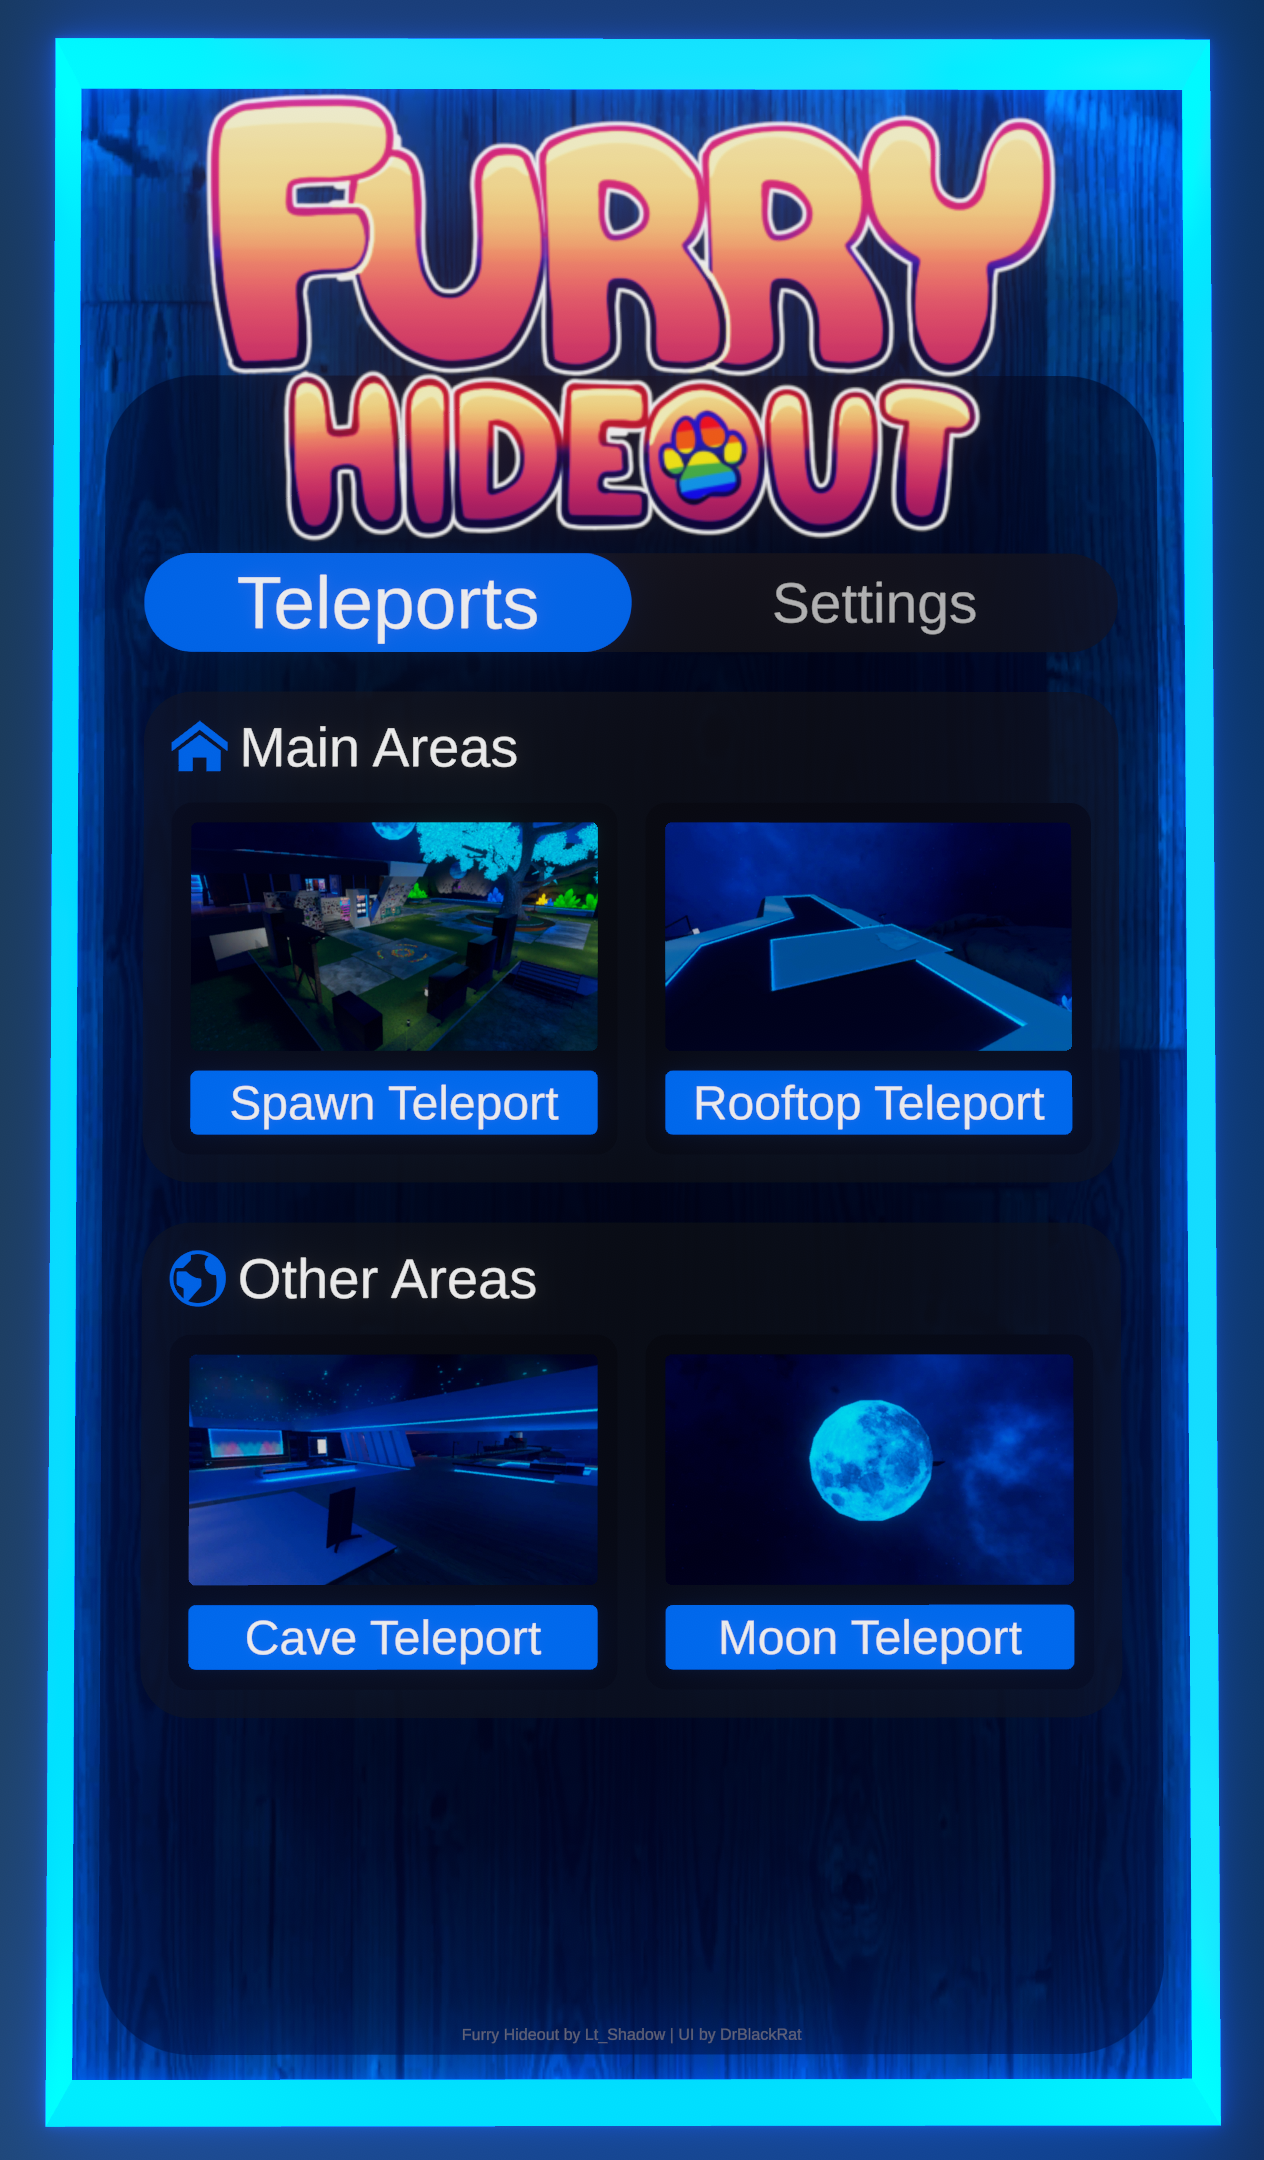 FURRY
HIDEOUT
Teleports
Settings
Main Areas
Spawn Teleport
Rooftop Teleport
Other Areas
Cave Teleport
Moon Teleport
Furry Hideout by Lt_Shadow | UI by DrBlackRat